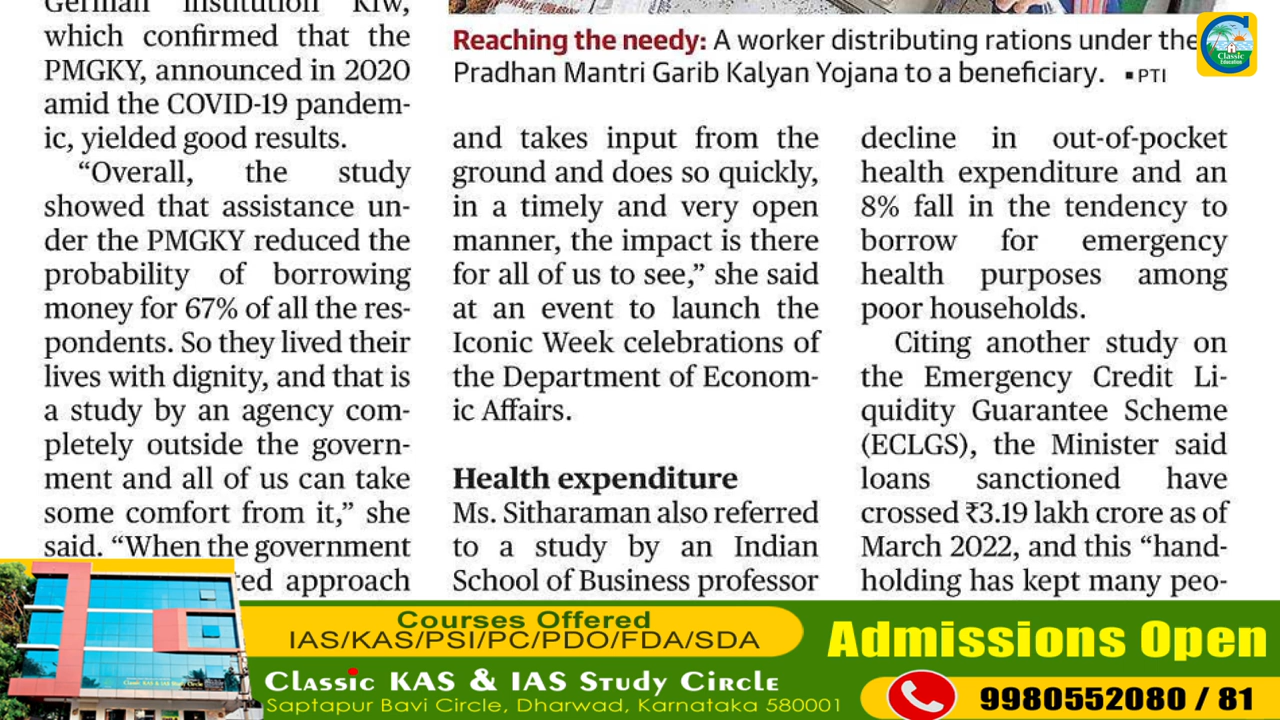 German institution KfW,
which confirmed that the
PMGKY, announced in 2020
amid the COVID-19 pandem-
ic, yielded good results.
“Overall, the study
showed that assistance un-
der the PMGKY reduced the
probability of borrowing
money for 67% of all the res-
pondents. So they lived their
lives with dignity, and that is
a study by an agency com-
pletely outside the govern-
ment and all of us can take
some comfort from it,” she
said. “When the government
approach
Reaching the needy: A worker distributing rations under the
Pradhan Mantri Garib Kalyan Yojana to a beneficiary. ▪PTI
and takes input from the
ground and does so quickly,
in a timely and very open
manner, the impact is there
for all of us to see,” she said
at an event to launch the
Iconic Week celebrations of
the Department of Econom-
ic Affairs.
Health expenditure
Ms. Sitharaman also referred
to a study by an Indian
School of Business professor
decline in out-of-pocket
health expenditure and an
8% fall in the tendency to
borrow for emergency
health purposes among
poor households.
Citing another study on
the Emergency Credit Li-
quidity Guarantee Scheme
(ECLGS), the Minister said
loans sanctioned have
crossed ₹3.19 lakh crore as of
March 2022, and this “hand-
holding has kept many peo-
Classic
Education
Courses Offered
IAS/KAS/PSI/PC/PDO/FDA/SDA
Classic KAS & IAS Study Circle
Saptapur Bavi Circle, Dharwad, Karnataka 580001
Admissions Open
9980552080 / 81
Classic KAS & IAS Study Circle